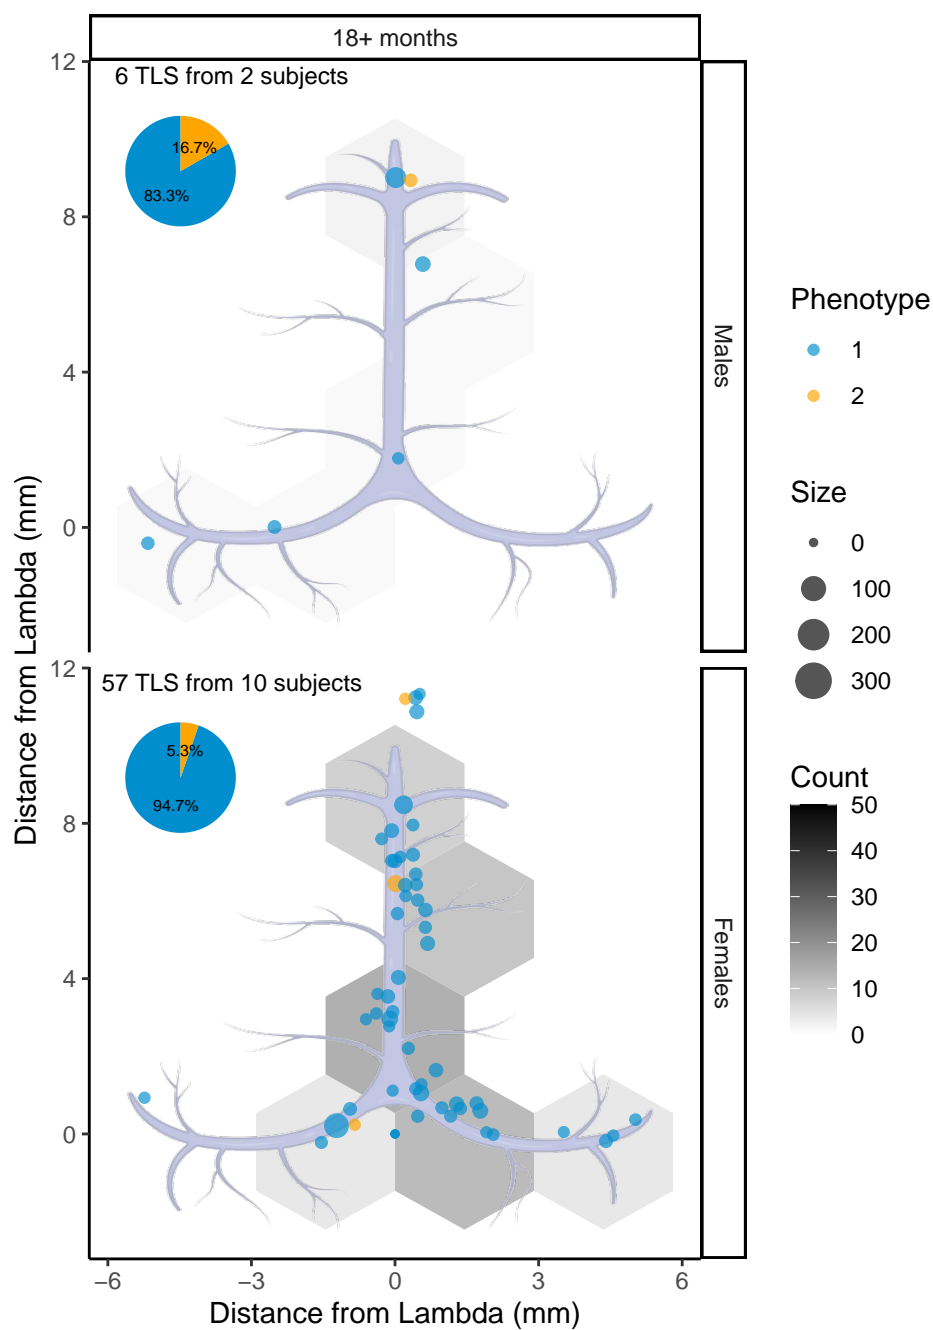 18+ months
6 TLS from 2 subjects
16.7%
83.3%
12
8
4
0
Males
57 TLS from 10 subjects
5.3%
94.7%
12
8
4
0
Females
−6 −3 0 3 6
Distance from Lambda (mm)
Distance from Lambda (mm)
Phenotype
1
2
Size
0
100
200
300
Count
50
40
30
20
10
0